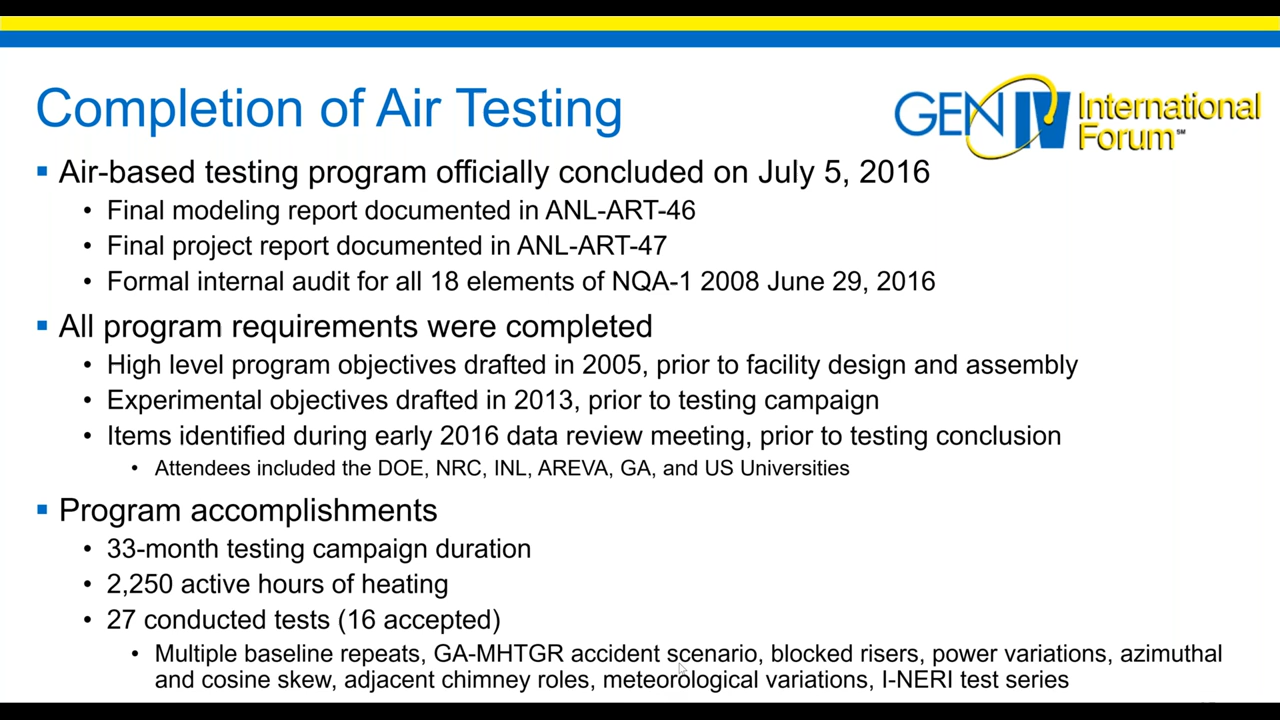 Completion of Air Testing
GEN IV International
Forum℠
▪ Air-based testing program officially concluded on July 5, 2016
• Final modeling report documented in ANL-ART-46
• Final project report documented in ANL-ART-47
• Formal internal audit for all 18 elements of NQA-1 2008 June 29, 2016
▪ All program requirements were completed
• High level program objectives drafted in 2005, prior to facility design and assembly
• Experimental objectives drafted in 2013, prior to testing campaign
• Items identified during early 2016 data review meeting, prior to testing conclusion
• Attendees included the DOE, NRC, INL, AREVA, GA, and US Universities
▪ Program accomplishments
• 33-month testing campaign duration
• 2,250 active hours of heating
• 27 conducted tests (16 accepted)
• Multiple baseline repeats, GA-MHTGR accident scenario, blocked risers, power variations, azimuthal
and cosine skew, adjacent chimney roles, meteorological variations, I-NERI test series